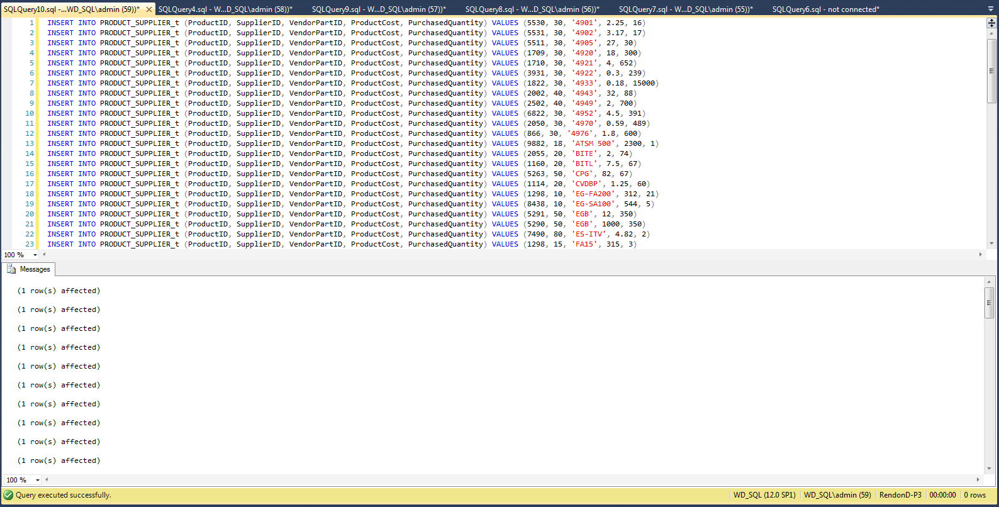 SQLQuery10.sql -...WD_SQL\admin (59))* SQLQuery4.sql - W...D_SQL\admin (58))* SQLQuery9.sql - W...D_SQL\admin (57))* SQLQuery8.sql - W...D_SQL\admin (56))* SQLQuery7.sql - W...D_SQL\admin (55))* SQLQuery6.sql - not connected*
1 INSERT INTO PRODUCT_SUPPLIER_t (ProductID, SupplierID, VendorPartID, ProductCost, PurchasedQuantity) VALUES (5530, 30, '4901', 2.25, 16)
2 INSERT INTO PRODUCT_SUPPLIER_t (ProductID, SupplierID, VendorPartID, ProductCost, PurchasedQuantity) VALUES (5531, 30, '4902', 3.17, 17)
3 INSERT INTO PRODUCT_SUPPLIER_t (ProductID, SupplierID, VendorPartID, ProductCost, PurchasedQuantity) VALUES (5511, 30, '4905', 27, 30)
4 INSERT INTO PRODUCT_SUPPLIER_t (ProductID, SupplierID, VendorPartID, ProductCost, PurchasedQuantity) VALUES (1709, 30, '4920', 18, 300)
5 INSERT INTO PRODUCT_SUPPLIER_t (ProductID, SupplierID, VendorPartID, ProductCost, PurchasedQuantity) VALUES (1710, 30, '4921', 4, 652)
6 INSERT INTO PRODUCT_SUPPLIER_t (ProductID, SupplierID, VendorPartID, ProductCost, PurchasedQuantity) VALUES (3931, 30, '4922', 0.3, 239)
7 INSERT INTO PRODUCT_SUPPLIER_t (ProductID, SupplierID, VendorPartID, ProductCost, PurchasedQuantity) VALUES (1822, 30, '4933', 0.18, 15000)
8 INSERT INTO PRODUCT_SUPPLIER_t (ProductID, SupplierID, VendorPartID, ProductCost, PurchasedQuantity) VALUES (2002, 40, '4943', 32, 88)
9 INSERT INTO PRODUCT_SUPPLIER_t (ProductID, SupplierID, VendorPartID, ProductCost, PurchasedQuantity) VALUES (2502, 40, '4949', 2, 700)
10 INSERT INTO PRODUCT_SUPPLIER_t (ProductID, SupplierID, VendorPartID, ProductCost, PurchasedQuantity) VALUES (6822, 30, '4952', 4.5, 391)
11 INSERT INTO PRODUCT_SUPPLIER_t (ProductID, SupplierID, VendorPartID, ProductCost, PurchasedQuantity) VALUES (2050, 30, '4970', 0.59, 489)
12 INSERT INTO PRODUCT_SUPPLIER_t (ProductID, SupplierID, VendorPartID, ProductCost, PurchasedQuantity) VALUES (866, 30, '4976', 1.8, 600)
13 INSERT INTO PRODUCT_SUPPLIER_t (ProductID, SupplierID, VendorPartID, ProductCost, PurchasedQuantity) VALUES (9882, 18, 'ATSM 500', 2300, 1)
14 INSERT INTO PRODUCT_SUPPLIER_t (ProductID, SupplierID, VendorPartID, ProductCost, PurchasedQuantity) VALUES (2055, 20, 'BITE', 2, 74)
15 INSERT INTO PRODUCT_SUPPLIER_t (ProductID, SupplierID, VendorPartID, ProductCost, PurchasedQuantity) VALUES (1160, 20, 'BITL', 7.5, 67)
16 INSERT INTO PRODUCT_SUPPLIER_t (ProductID, SupplierID, VendorPartID, ProductCost, PurchasedQuantity) VALUES (5263, 50, 'CPG', 82, 67)
17 INSERT INTO PRODUCT_SUPPLIER_t (ProductID, SupplierID, VendorPartID, ProductCost, PurchasedQuantity) VALUES (1114, 20, 'CVDBP', 1.25, 60)
18 INSERT INTO PRODUCT_SUPPLIER_t (ProductID, SupplierID, VendorPartID, ProductCost, PurchasedQuantity) VALUES (1298, 10, 'EG-FA200', 312, 21)
19 INSERT INTO PRODUCT_SUPPLIER_t (ProductID, SupplierID, VendorPartID, ProductCost, PurchasedQuantity) VALUES (8438, 10, 'EG-SA100', 544, 5)
20 INSERT INTO PRODUCT_SUPPLIER_t (ProductID, SupplierID, VendorPartID, ProductCost, PurchasedQuantity) VALUES (5291, 50, 'EGB', 12, 350)
21 INSERT INTO PRODUCT_SUPPLIER_t (ProductID, SupplierID, VendorPartID, ProductCost, PurchasedQuantity) VALUES (5290, 50, 'EGB', 1000, 350)
22 INSERT INTO PRODUCT_SUPPLIER_t (ProductID, SupplierID, VendorPartID, ProductCost, PurchasedQuantity) VALUES (7490, 80, 'ES-ITV', 4.82, 2)
23 INSERT INTO PRODUCT_SUPPLIER_t (ProductID, SupplierID, VendorPartID, ProductCost, PurchasedQuantity) VALUES (1298, 15, 'FA15', 315, 3)
100 %
Messages
(1 row(s) affected)
(1 row(s) affected)
(1 row(s) affected)
(1 row(s) affected)
(1 row(s) affected)
(1 row(s) affected)
(1 row(s) affected)
(1 row(s) affected)
(1 row(s) affected)
(1 row(s) affected)
100 %
Query executed successfully. WD_SQL (12.0 SP1) WD_SQL\admin (59) RendonD-P3 00:00:00 0 rows